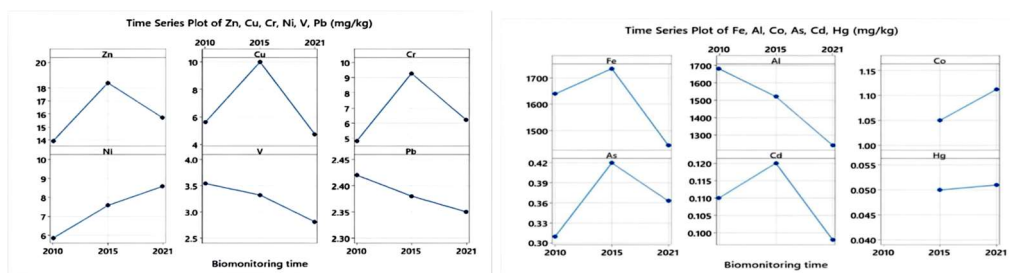 Time Series Plot of Zn, Cu, Cr, Ni, V, Pb (mg/kg)
2010 2015 2021
Zn Cu Cr
20 10 10
18 8 8
6 6
15
14 4 5
Ni V Pb
10 4.0 2.45
8 3.5 2.40
7 3.0 2.35
6 2.5 2.30
2010 2015 2021 2010 2015 2021
Biomonitoring time
Time Series Plot of Fe, Al, Co, As, Cd, Hg (mg/kg)
2010 2015 2021
Fe Al Co
1700 1700 1.15
1600 1600 1.10
1500 1.05
1500 1400
1300 1.00
As Cd Hg
0.42 0.120 0.055
0.39 0.115 0.050
0.36 0.110
0.33 0.105 0.045
0.30 0.100 0.040
2010 2015 2021 2010 2015 2021
Biomonitoring time